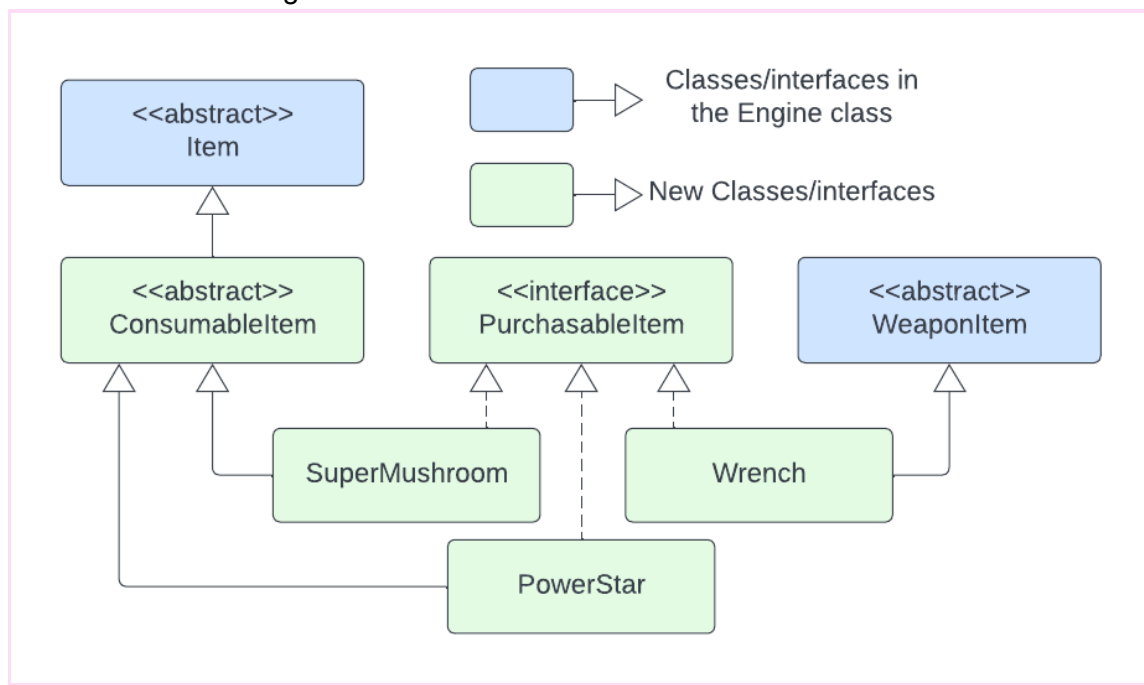 <<abstract>>
Item
Classes/interfaces in
the Engine class
New Classes/interfaces
<<abstract>>
ConsumableItem
<<interface>>
PurchasableItem
<<abstract>>
WeaponItem
SuperMushroom
Wrench
PowerStar